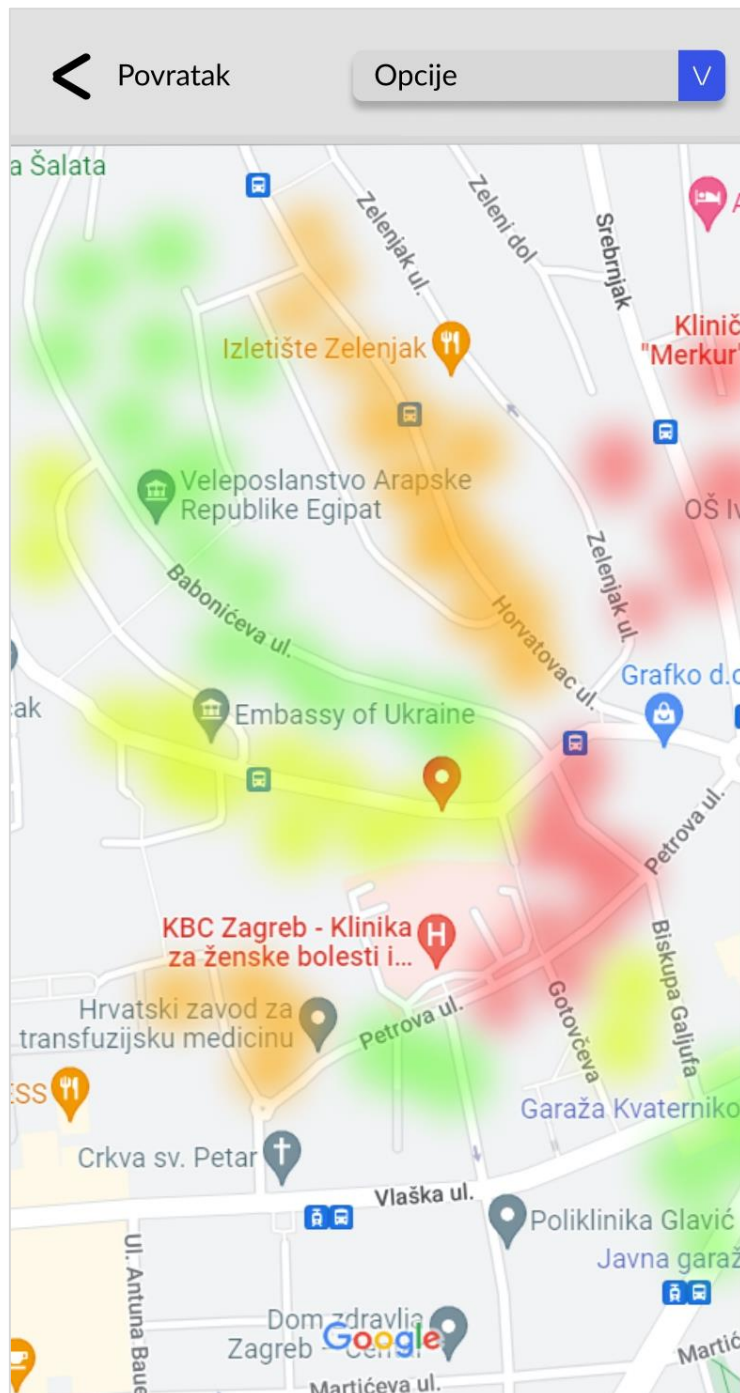 Povratak
Opcije
V
a Šalata
Zelenjak ul.
Zeleni dol
Srebrnjak
A
Klinič
"Merkur"
Izletište Zelenjak
Veleposlanstvo Arapske
Republike Egipat
OŠ Iv
Zelenjak ul.
Babonićeva ul.
Horvatovac ul.
Grafko d.o
ak
Embassy of Ukraine
Petrova ul.
KBC Zagreb - Klinika
za ženske bolesti i...
H
Biskupa Galjufa
Hrvatski zavod za
transfuzijsku medicinu
Petrova ul.
Gotovčeva
ESS
Garaža Kvaterniko
Crkva sv. Petar
Vlaška ul.
Poliklinika Glavić
Javna garaž
Ul. Antuna Baue
Dom zdravlja
Zagreb - Centar
Google
Martić
Martićeva ul.